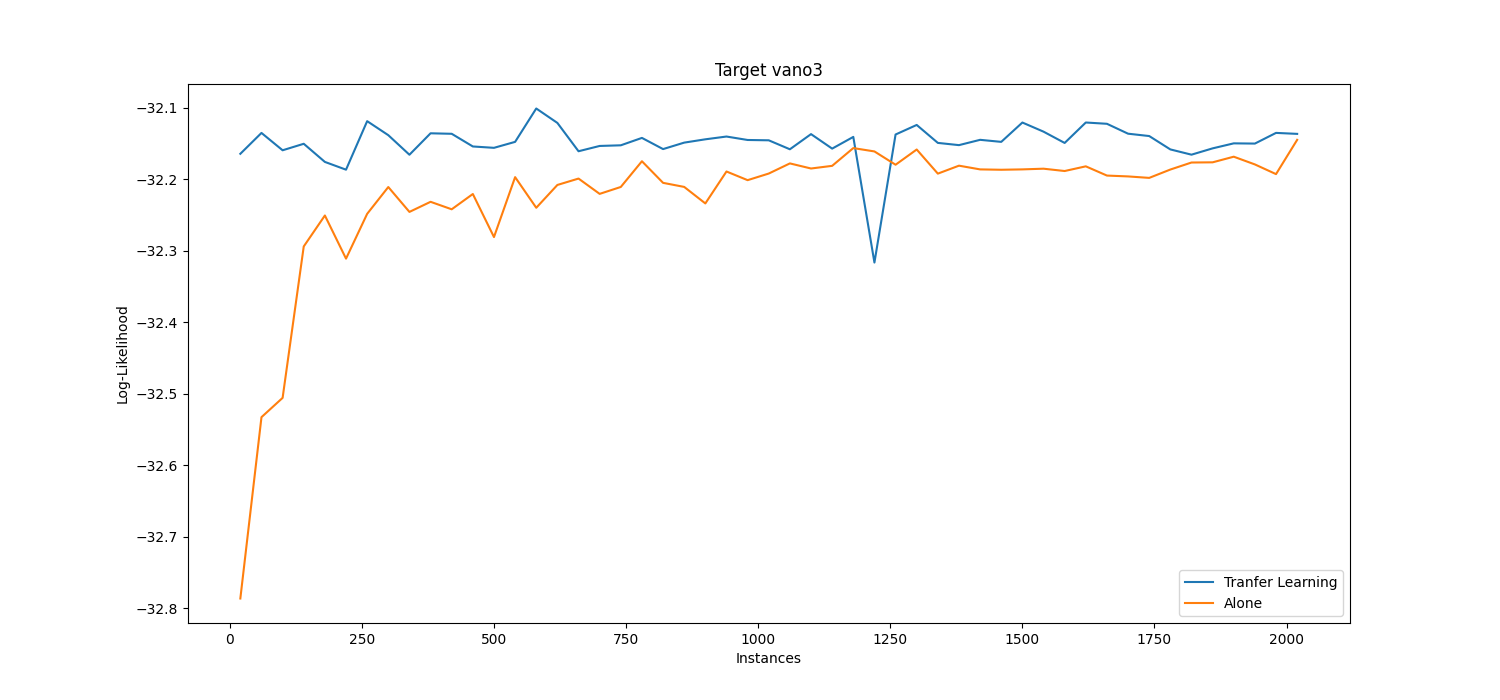 Target vano3
−32.1
−32.2
−32.3
−32.4
−32.5
−32.6
−32.7
−32.8
Log-Likelihood
0 250 500 750 1000 1250 1500 1750 2000
Instances
Tranfer Learning
Alone